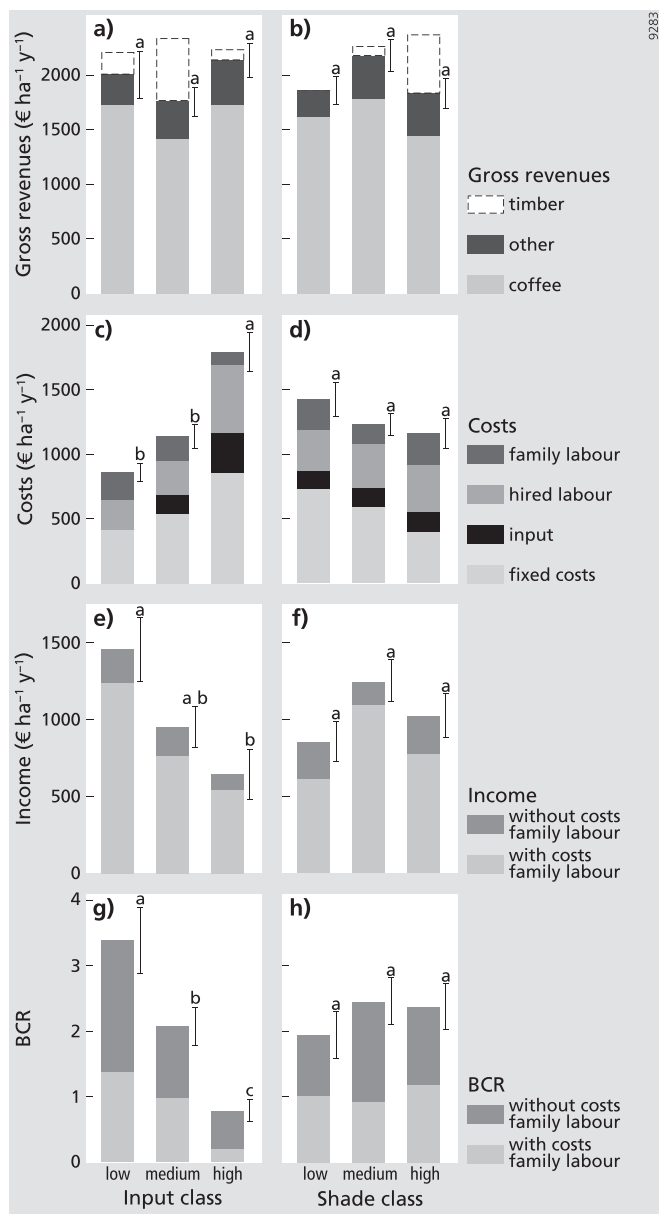 9283
a)
b)
Gross revenues (€ ha⁻¹ y⁻¹)
2000
1500
1000
500
0
a
a
a
a
a
a
Gross revenues
timber
other
coffee
c)
d)
Costs (€ ha⁻¹ y⁻¹)
2000
1500
1000
500
0
b
b
a
a
a
a
Costs
family labour
hired labour
input
fixed costs
e)
f)
Income (€ ha⁻¹ y⁻¹)
1500
1000
500
0
a
a b
b
a
a
a
Income
without costs
family labour
with costs
family labour
g)
h)
BCR
4
3
2
1
0
a
b
c
a
a
a
BCR
without costs
family labour
with costs
family labour
low medium high
Input class
low medium high
Shade class